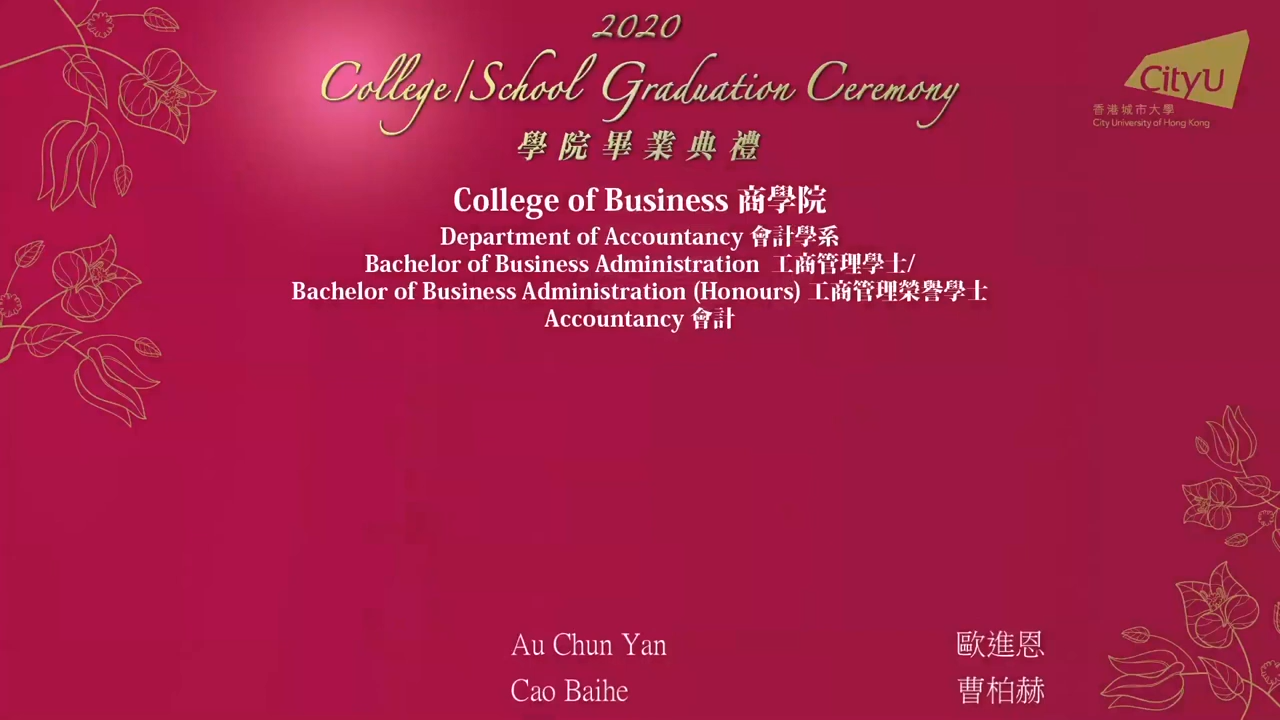 2020
College/School Graduation Ceremony
學院畢業典禮
CityU
香港城市大學
City University of Hong Kong
College of Business 商學院
Department of Accountancy 會計學系
Bachelor of Business Administration 工商管理學士/
Bachelor of Business Administration (Honours) 工商管理榮譽學士
Accountancy 會計
Au Chun Yan 歐進恩
Cao Baihe 曹柏赫